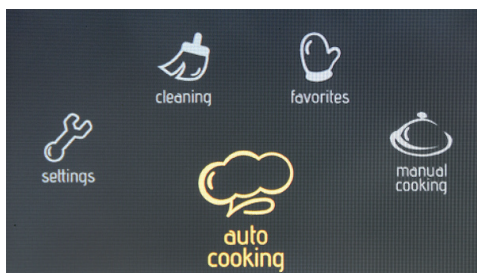 cleaning
favorites
settings
manual
cooking
auto
cooking